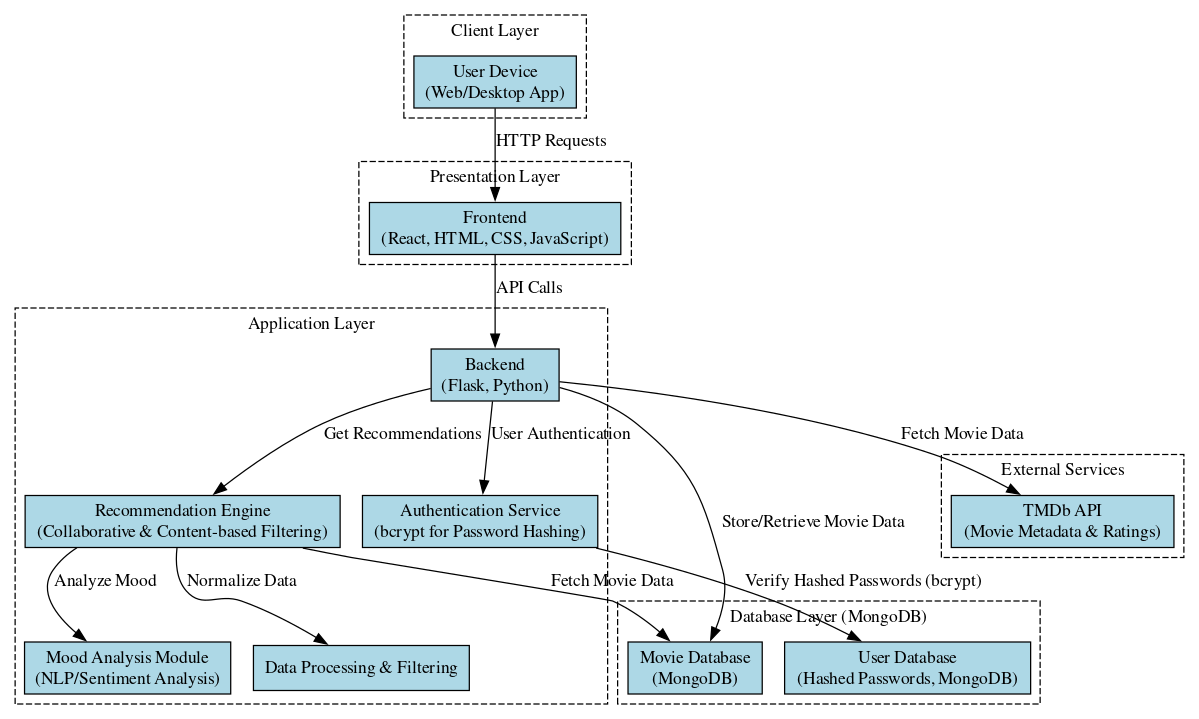 Client Layer
User Device
(Web/Desktop App)
HTTP Requests
Presentation Layer
Frontend
(React, HTML, CSS, JavaScript)
API Calls
Application Layer
Backend
(Flask, Python)
Get Recommendations
User Authentication
Fetch Movie Data
External Services
Recommendation Engine
(Collaborative & Content-based Filtering)
Authentication Service
(bcrypt for Password Hashing)
Store/Retrieve Movie Data
TMDb API
(Movie Metadata & Ratings)
Analyze Mood
Normalize Data
Fetch Movie Data
Verify Hashed Passwords (bcrypt)
Database Layer (MongoDB)
Mood Analysis Module
(NLP/Sentiment Analysis)
Data Processing & Filtering
Movie Database
(MongoDB)
User Database
(Hashed Passwords, MongoDB)